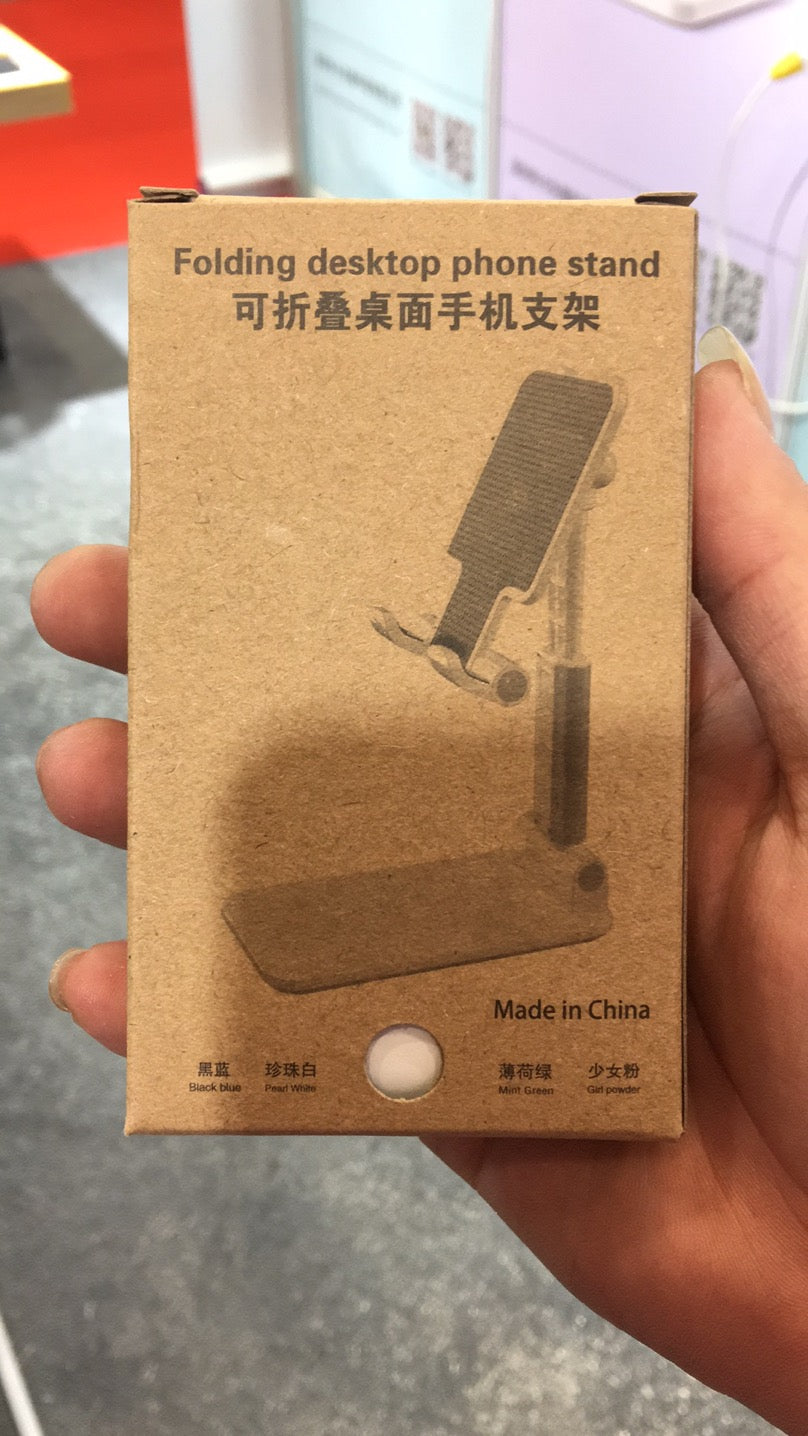 Folding desktop phone stand
可折叠桌面手机支架
Made in China
黑蓝 珍珠白 薄荷绿 少女粉
Black blue Pearl White Mint Green Girl powder